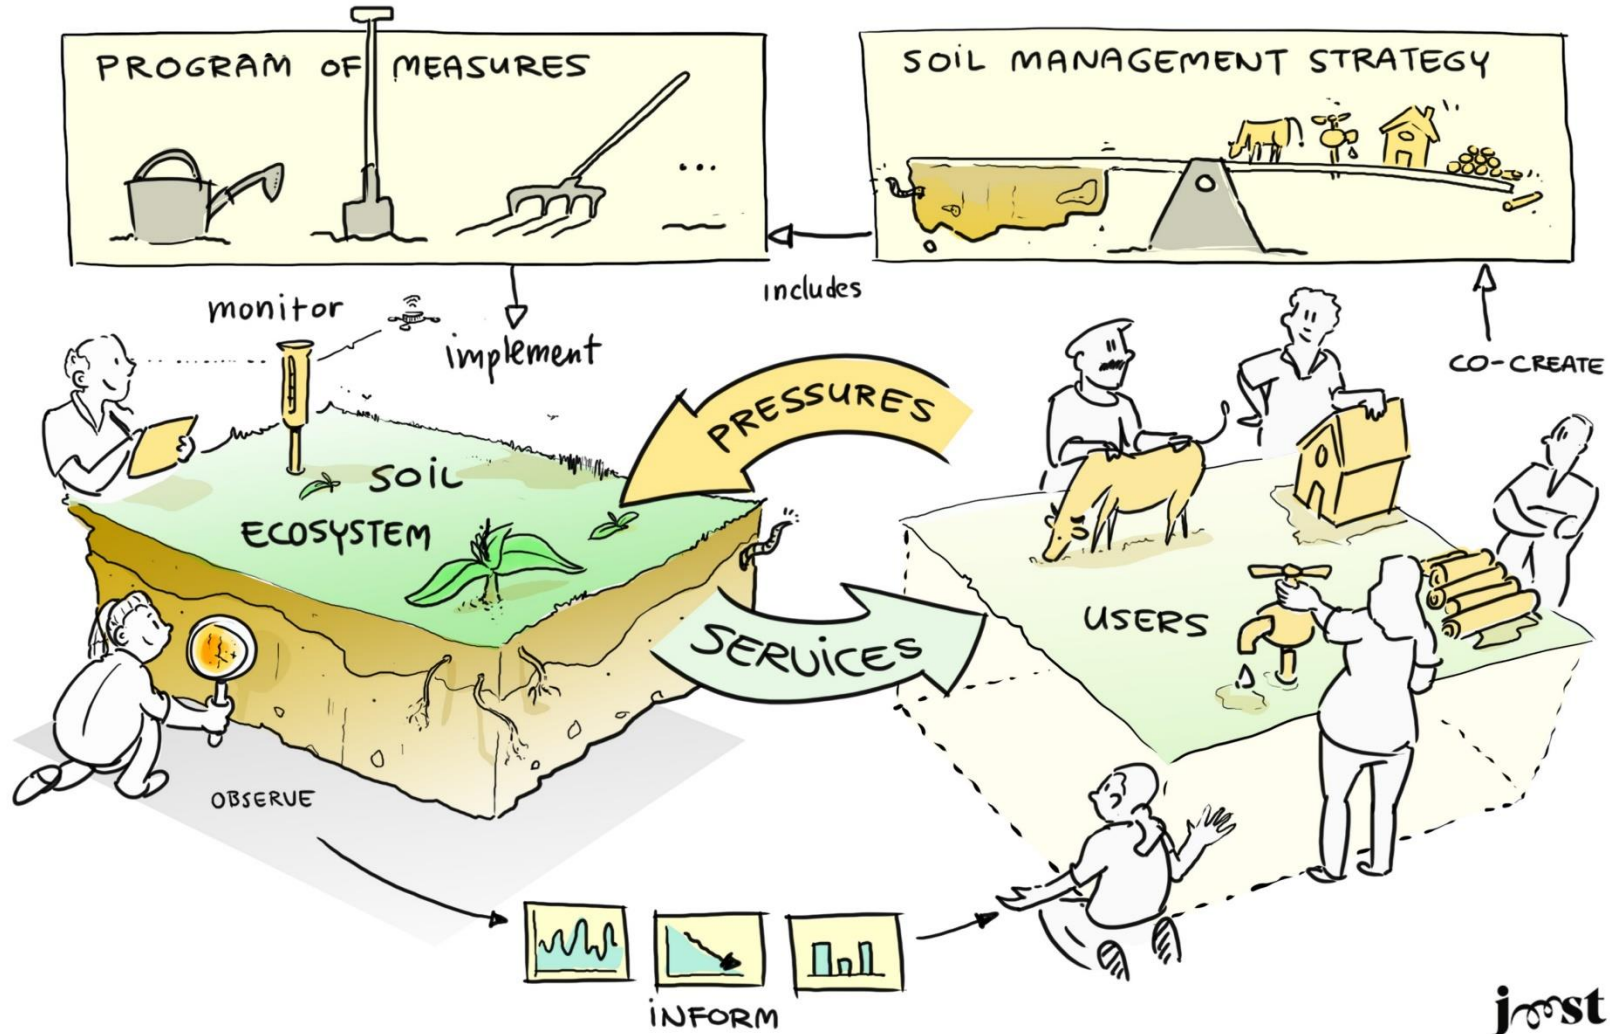 PROGRAM OF MEASURES
...
SOiL MANAGEMENT STRATEGY
includes
monitor
implement
CO-CREATE
PRESSURES
SOiL
ECOSYSTEM
USERS
SERViCES
OBSERVE
iNFORM
joost